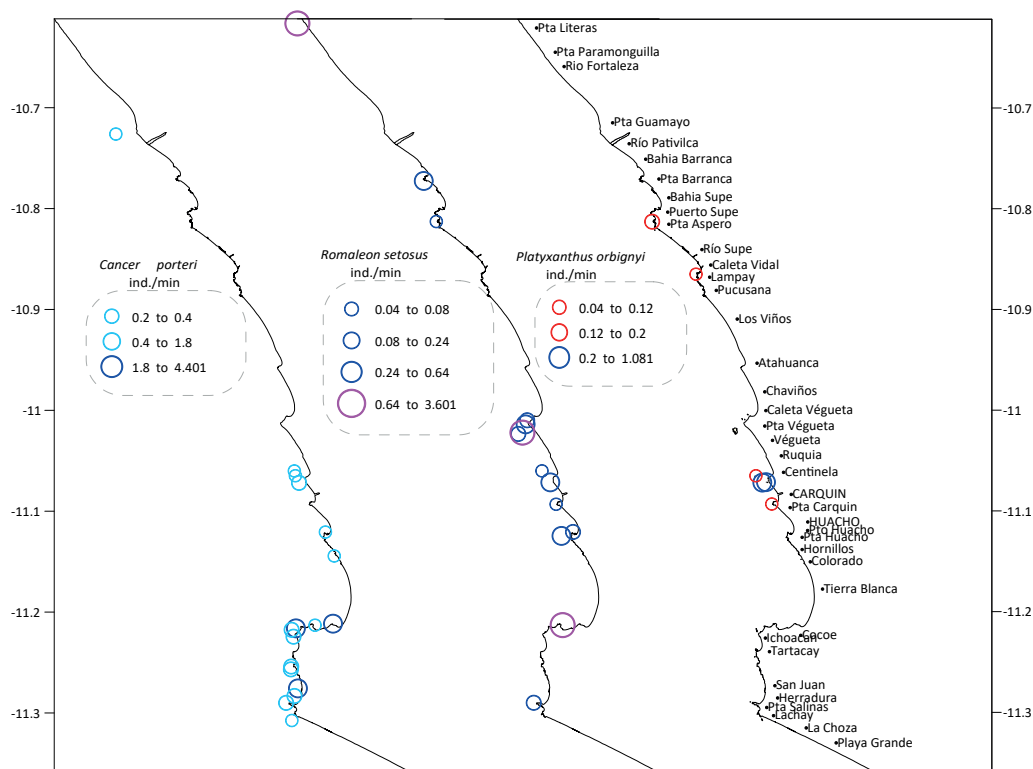 Pta Literas
Pta Paramonguilla
Rio Fortaleza
-10.7
-10.7
Pta Guamayo
Río Pativilca
Bahia Barranca
Pta Barranca
Bahia Supe
-10.8
-10.8
Puerto Supe
Pta Aspero
Río Supe
Caleta Vidal
Lampay
Pucusana
Cancer porteri
ind./min
0.2 to 0.4
0.4 to 1.8
1.8 to 4.401
Romaleon setosus
ind./min
0.04 to 0.08
0.08 to 0.24
0.24 to 0.64
0.64 to 3.601
Platyxanthus orbignyi
ind./min
0.04 to 0.12
0.12 to 0.2
0.2 to 1.081
-10.9
-10.9
Los Viños
Atahuanca
Chaviños
-11
-11
Caleta Végueta
Pta Végueta
Végueta
Ruquia
Centinela
CARQUIN
-11.1
-11.1
Pta Carquin
HUACHO
Pto Huacho
Pta Huacho
Hornillos
Colorado
Tierra Blanca
-11.2
-11.2
Cocoe
Ichoacan
Tartacay
San Juan
Herradura
Pta Salinas
-11.3
-11.3
Lachay
La Choza
Playa Grande